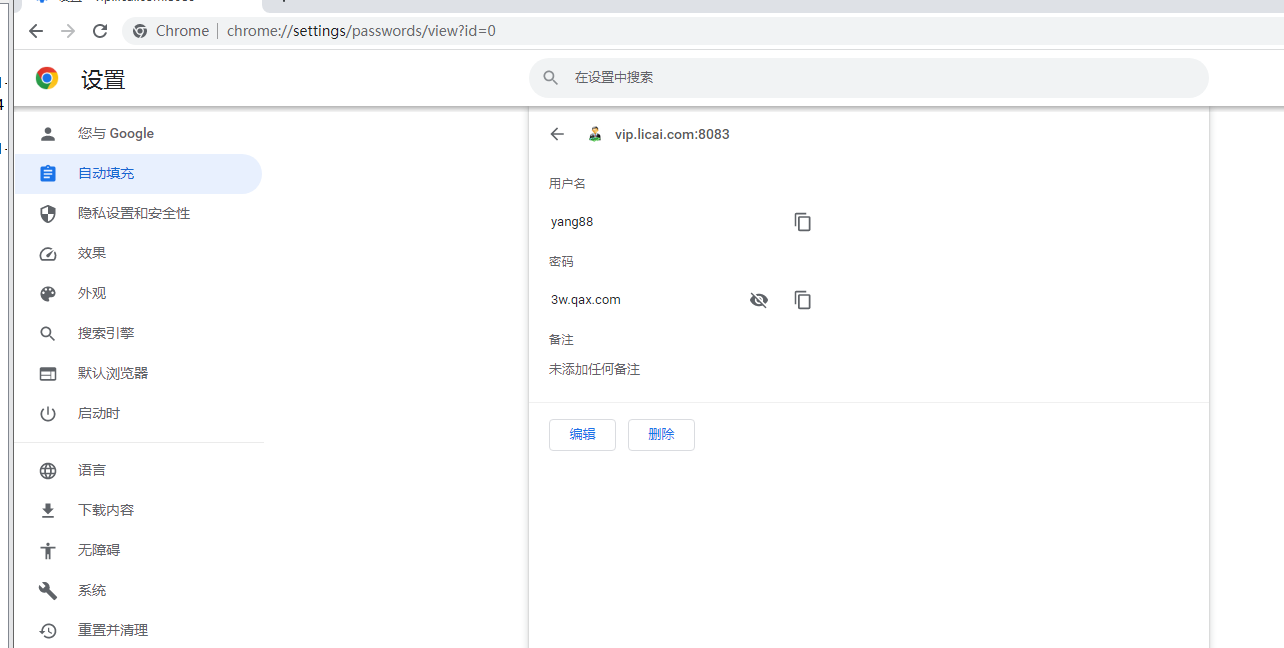 Chrome | chrome://settings/passwords/view?id=0
设置
在设置中搜索
您与 Google
自动填充
隐私设置和安全性
效果
外观
搜索引擎
默认浏览器
启动时
语言
下载内容
无障碍
系统
重置并清理
vip.licai.com:8083
用户名
yang88
密码
3w.qax.com
备注
未添加任何备注
编辑
删除